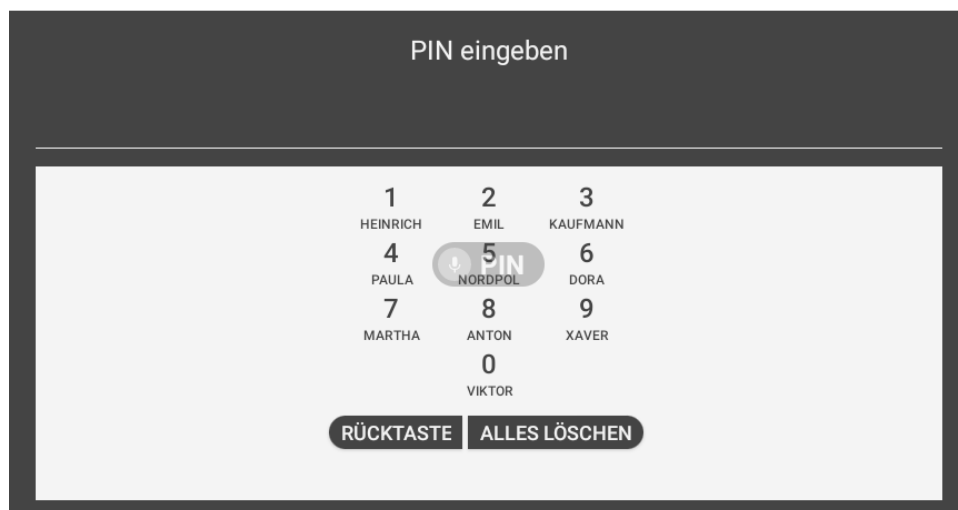 PIN eingeben
1 2 3
HEINRICH EMIL KAUFMANN
4 5 6
PIN
PAULA NORDPOL DORA
7 8 9
MARTHA ANTON XAVER
0
VIKTOR
RÜCKTASTE ALLES LÖSCHEN